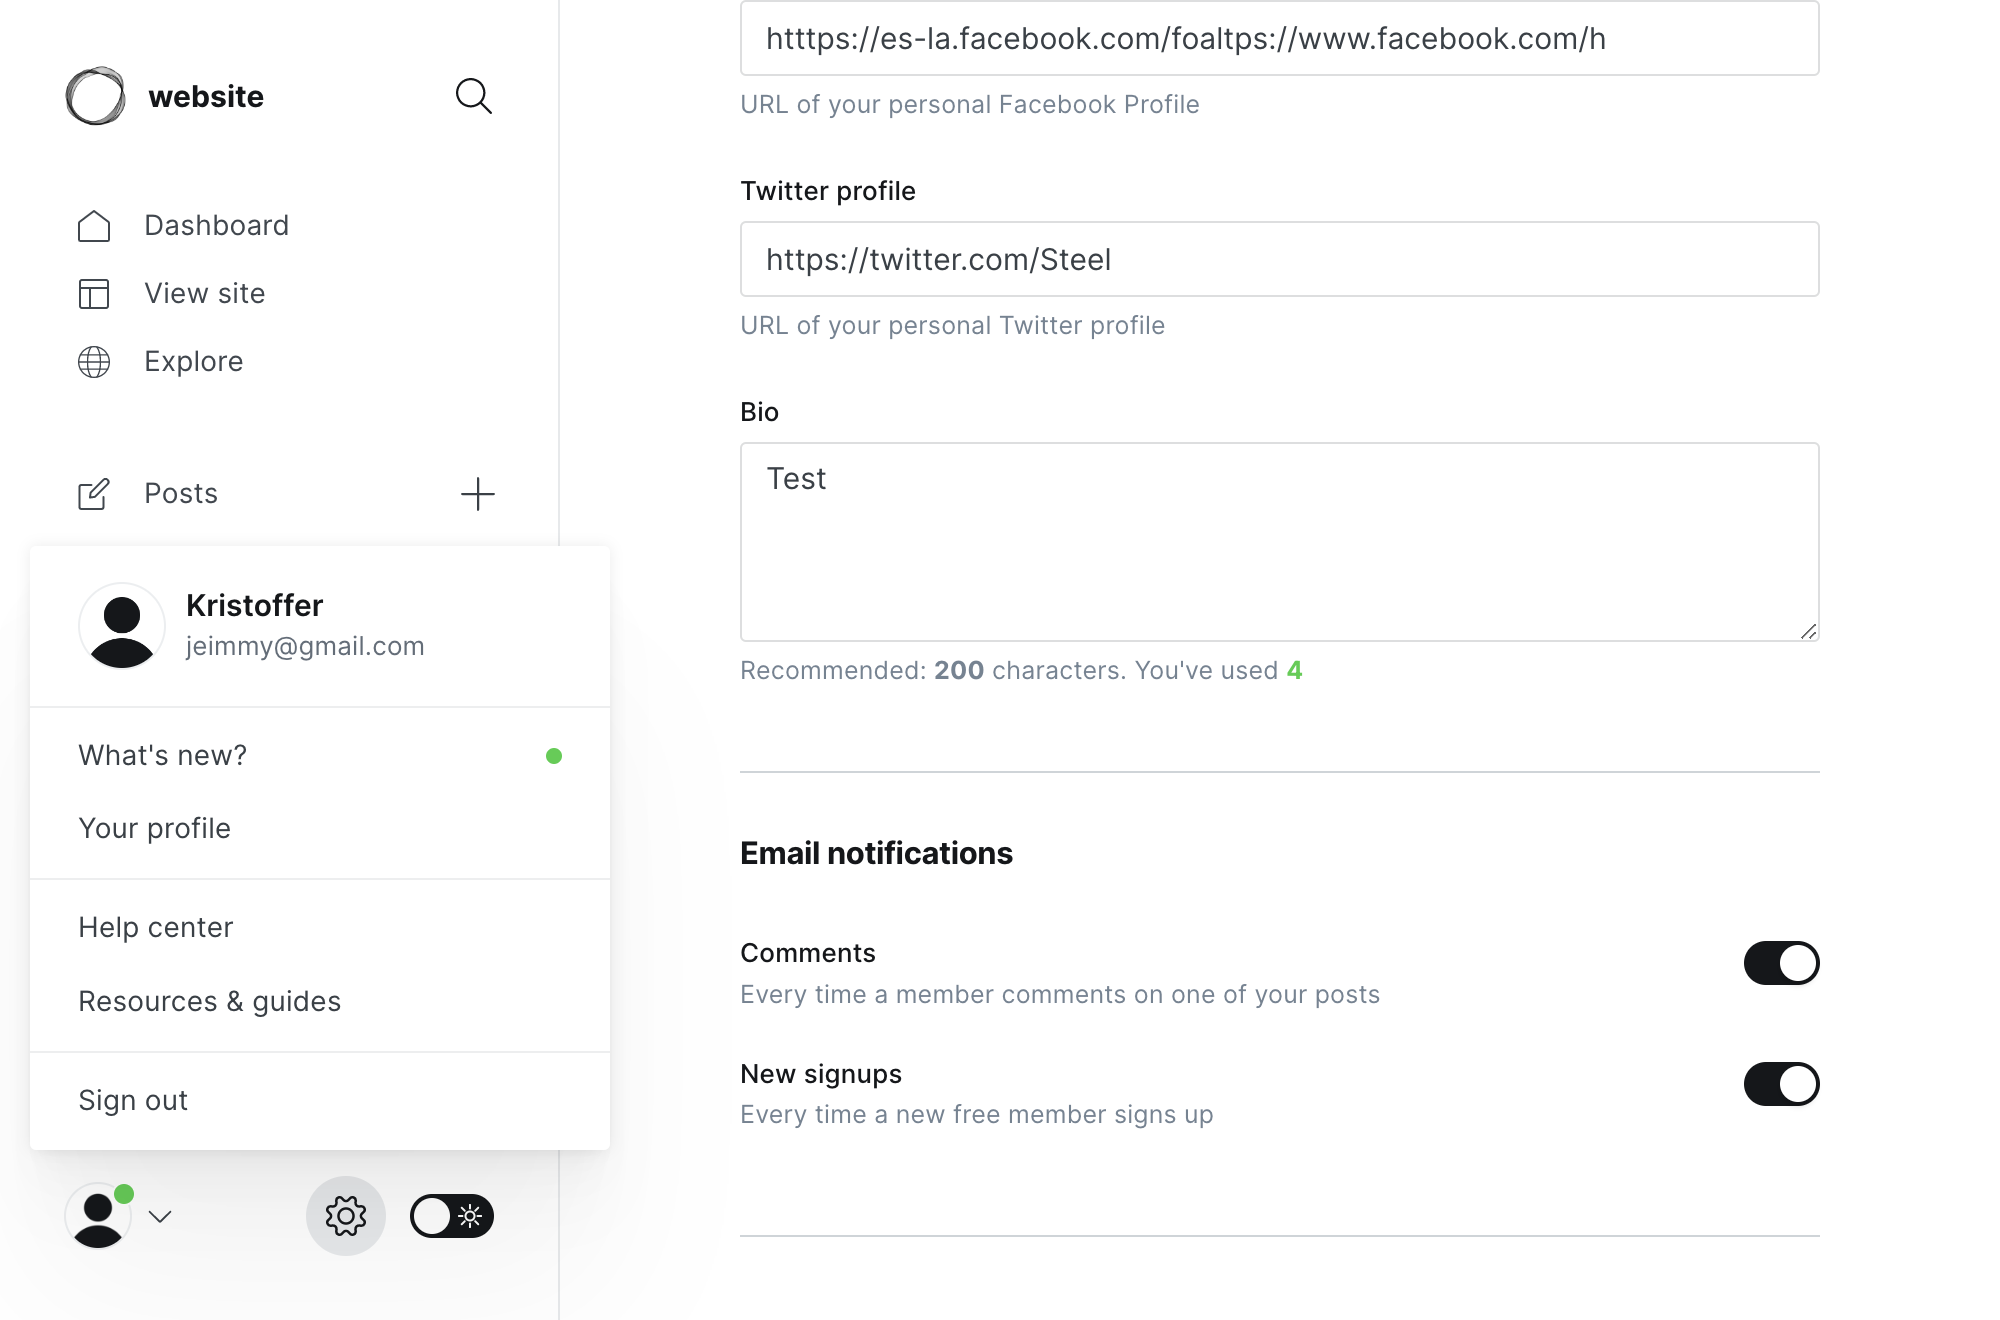 website
Dashboard
View site
Explore
Posts
Kristoffer
jeimmy@gmail.com
What's new?
Your profile
Help center
Resources & guides
Sign out
htttps://es-la.facebook.com/foaltps://www.facebook.com/h
URL of your personal Facebook Profile
Twitter profile
https://twitter.com/Steel
URL of your personal Twitter profile
Bio
Test
Recommended: 200 characters. You've used 4
Email notifications
Comments
Every time a member comments on one of your posts
New signups
Every time a new free member signs up